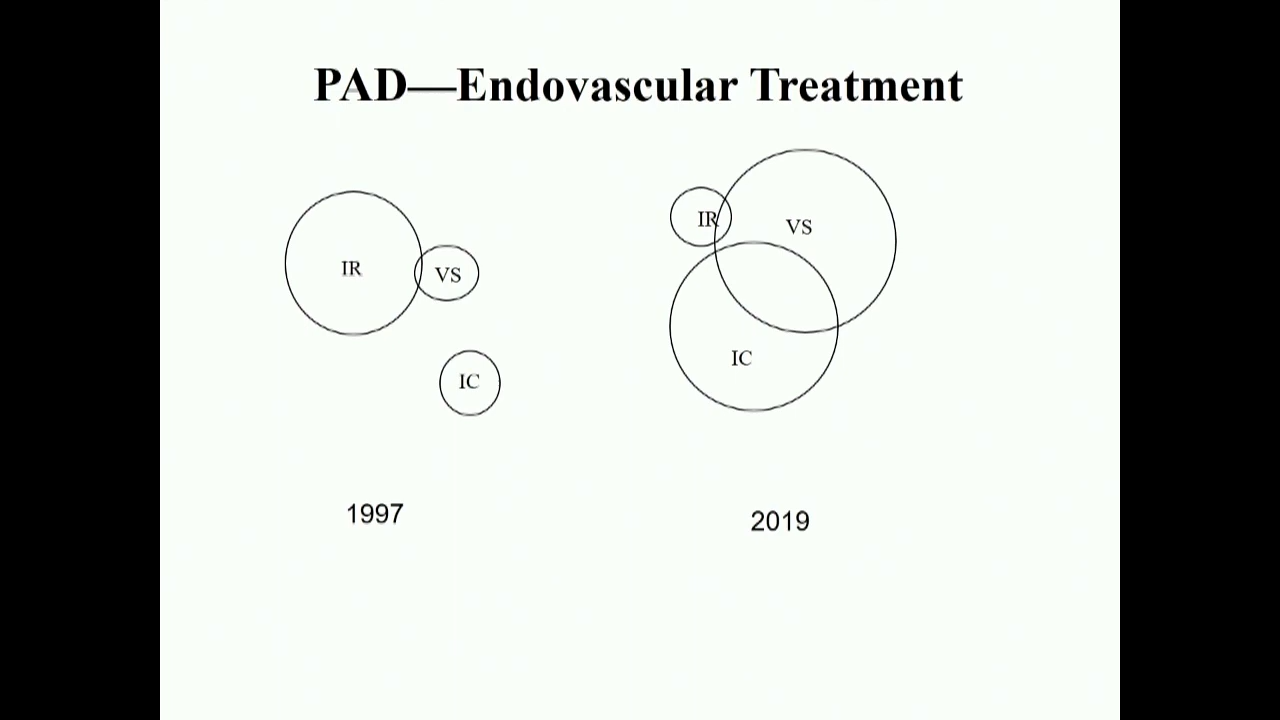 PAD—Endovascular Treatment
IR
VS
IC
IR
VS
IC
1997
2019